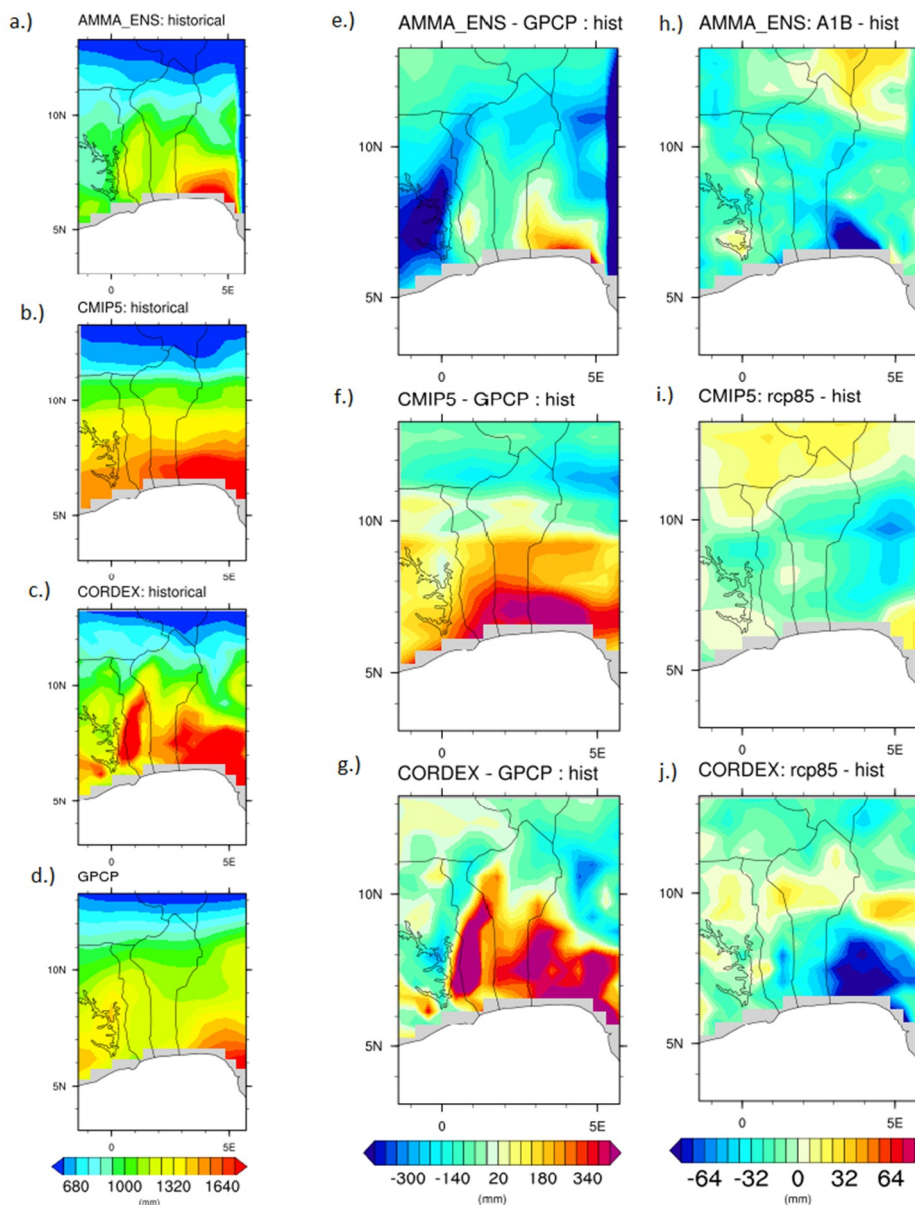 a.)
AMMA_ENS: historical
10N
5N
0
5E
b.)
CMIP5: historical
10N
5N
0
5E
c.)
CORDEX: historical
10N
5N
0
5E
d.)
GPCP
10N
5N
0
5E
680 1000 1320 1640
(mm)
e.)
AMMA_ENS - GPCP : hist
10N
5N
0
5E
f.)
CMIP5 - GPCP : hist
10N
5N
0
5E
g.)
CORDEX - GPCP : hist
10N
5N
0
5E
-300 -140 20 180 340
(mm)
h.)
AMMA_ENS: A1B - hist
10N
5N
0
5E
i.)
CMIP5: rcp85 - hist
10N
5N
0
5E
j.)
CORDEX: rcp85 - hist
10N
5N
0
5E
-64 -32 0 32 64
(mm)